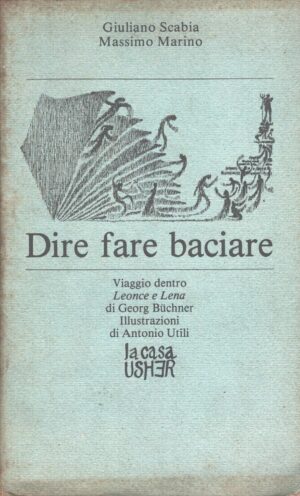 Giuliano Scabia
Massimo Marino
Dire fare baciare
Viaggio dentro
Leonce e Lena
di Georg Büchner
Illustrazioni
di Antonio Utili
la casa
USHER